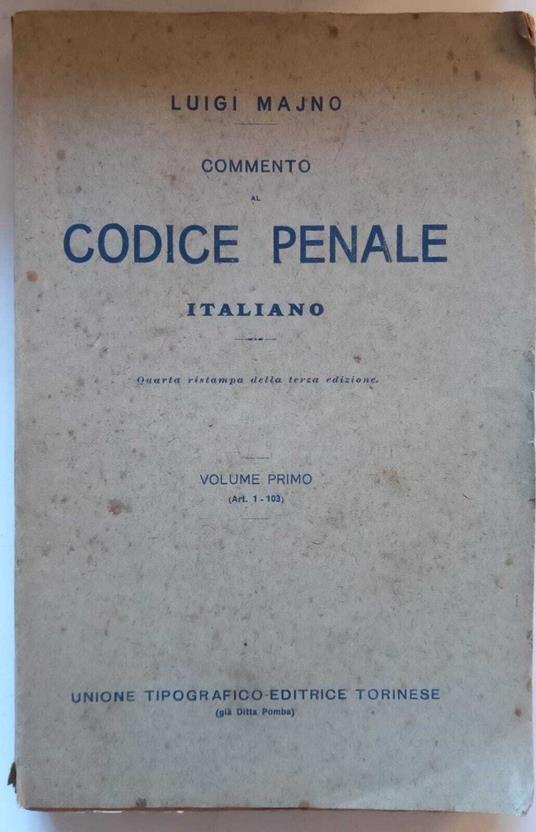 LUIGI MAJNO
COMMENTO
AL
CODICE PENALE
ITALIANO
Quarta ristampa della terza edizione.
VOLUME PRIMO
(Art. 1 - 103)
UNIONE TIPOGRAFICO-EDITRICE TORINESE
(già Ditta Pomba)